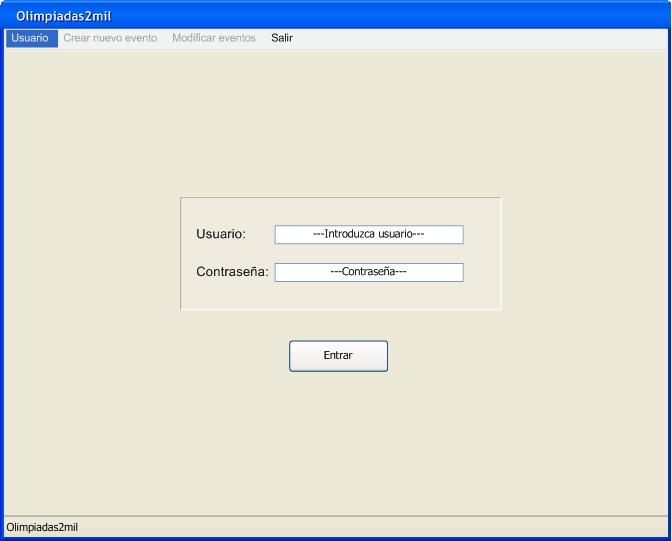 Olimpiadas2mil
Usuario Crear nuevo evento Modificar eventos Salir
Usuario: ---Introduzca usuario---
Contraseña: ---Contraseña---
Entrar
Olimpiadas2mil